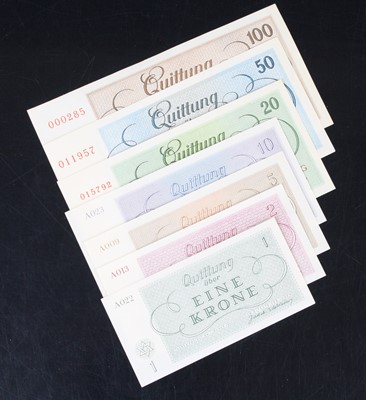 000285
Quittung
100
011957
Quittung
50
015792
Quittung
20
A023
Quittung
10
A009
Quittung
5
A013
Quittung
2
A022
Quittung
1
über
EINE
KRONE
1